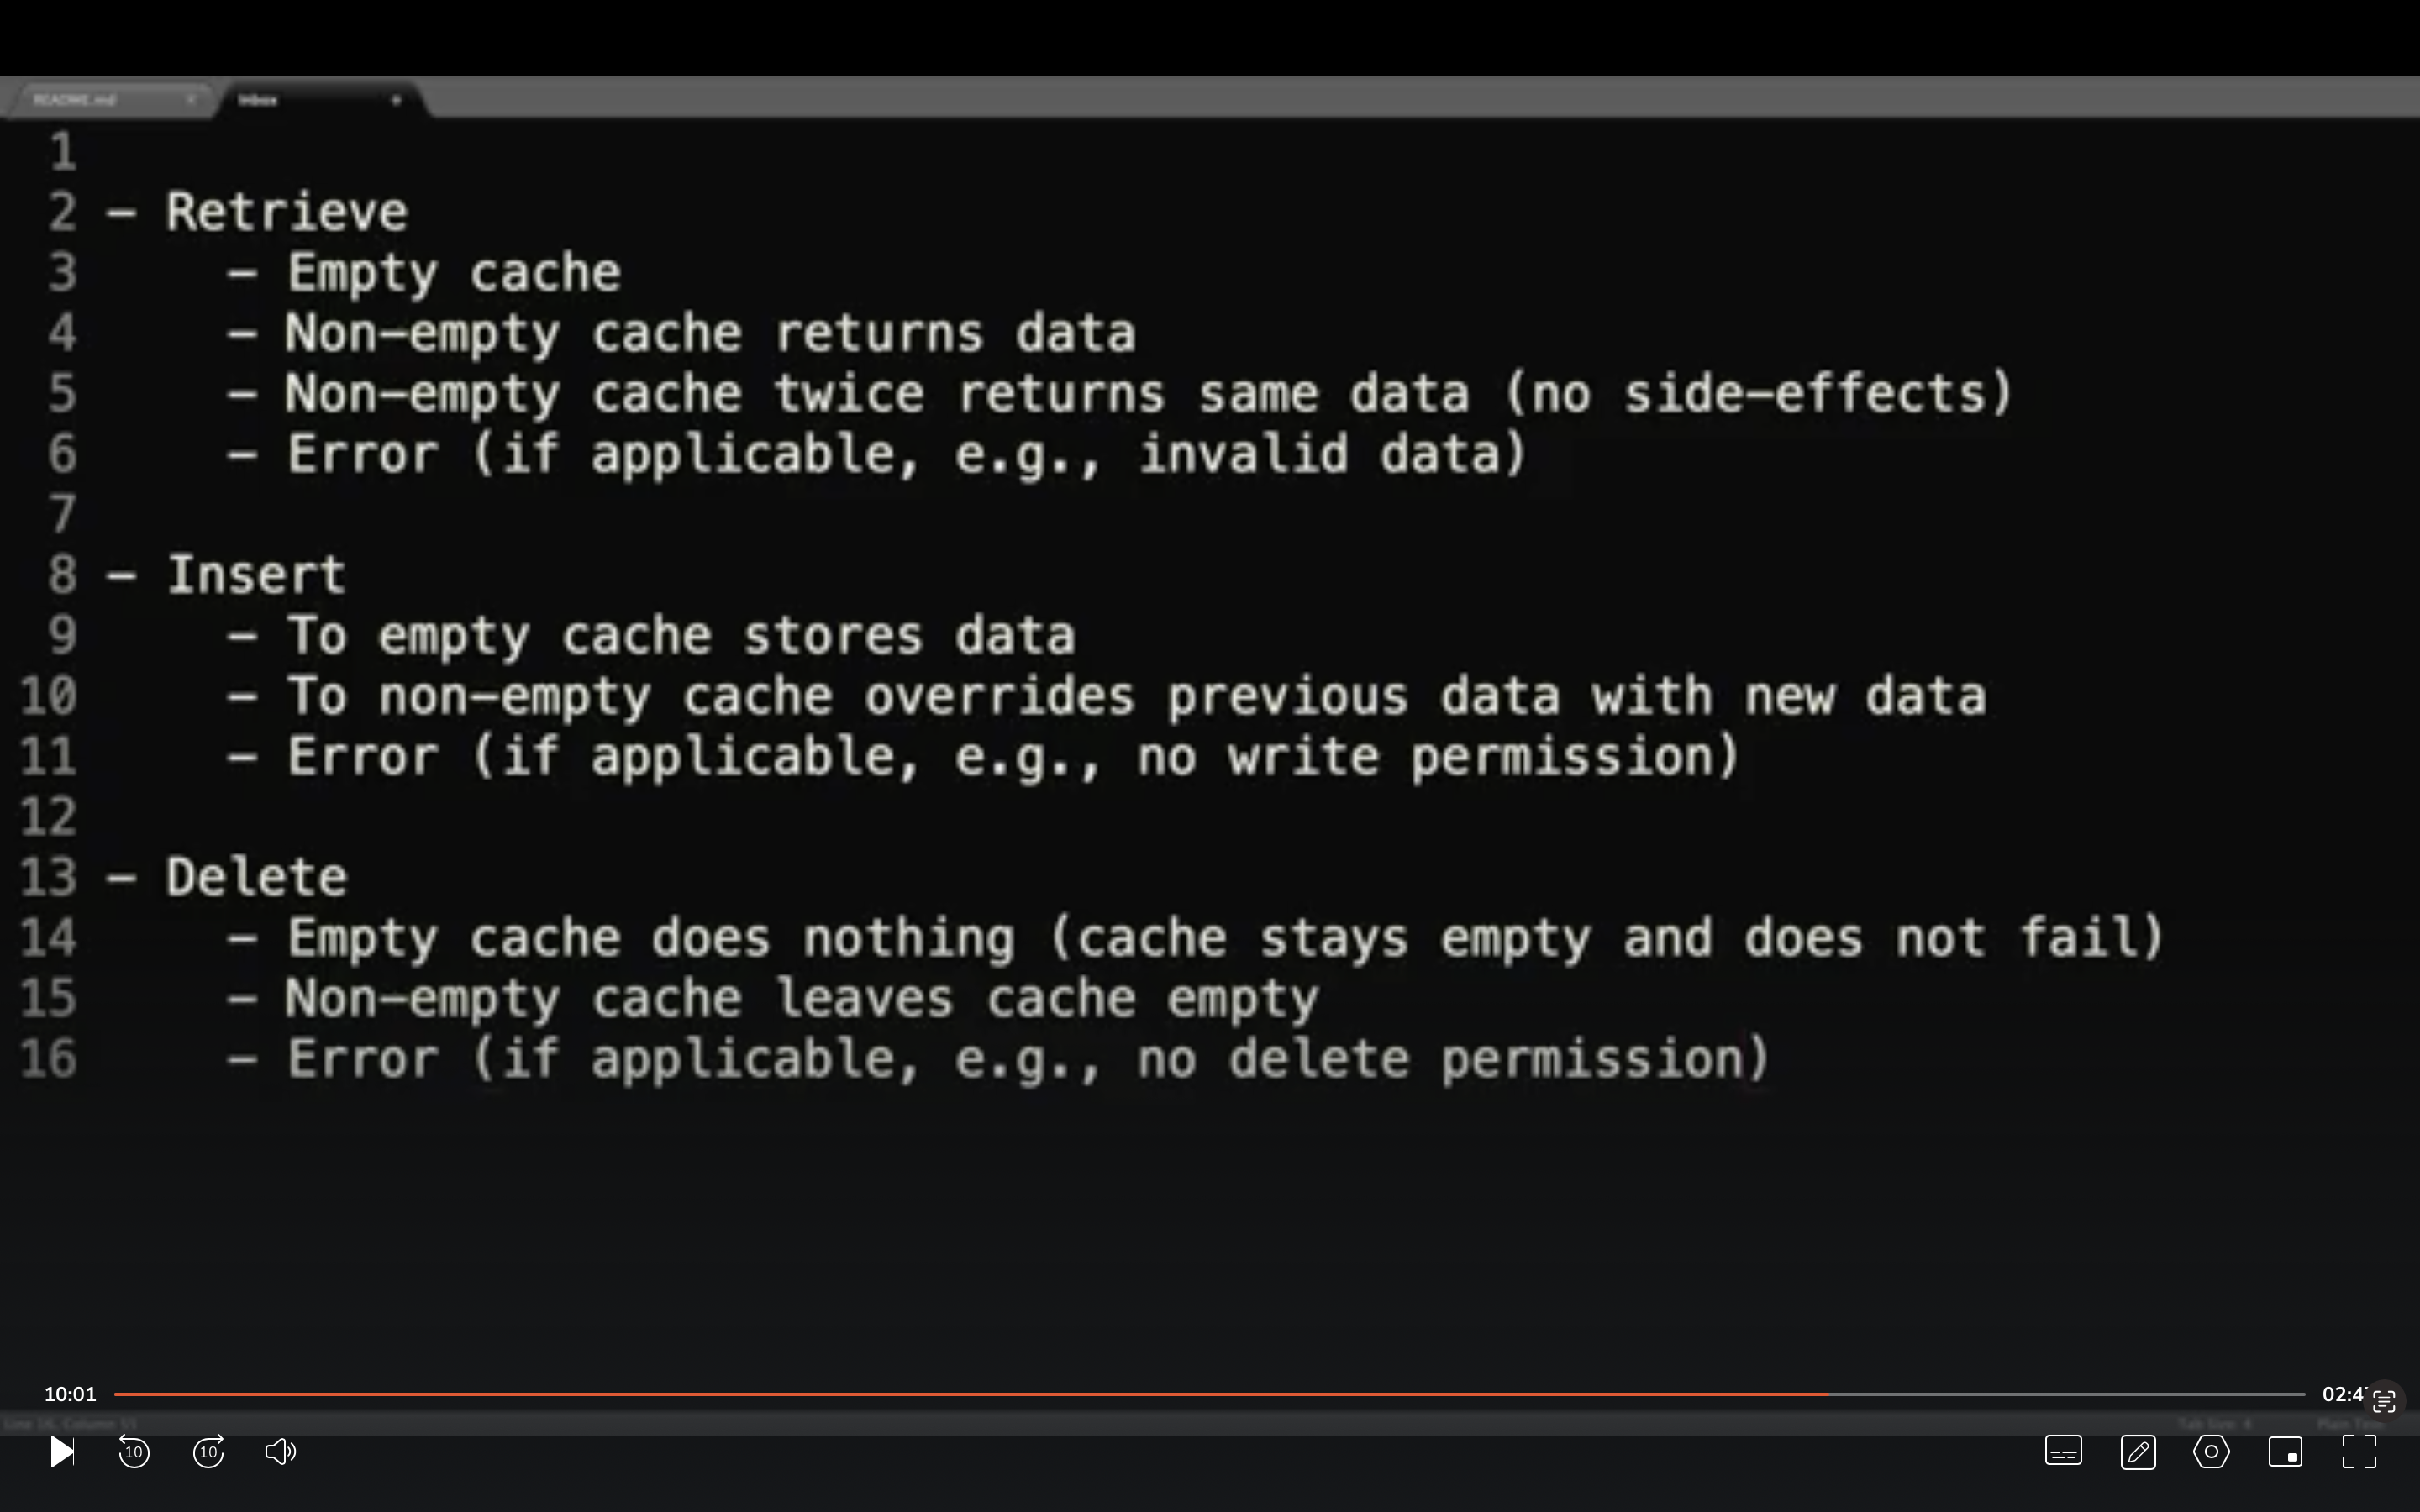 README.md
Inbox
1
2 – Retrieve
3 – Empty cache
4 – Non–empty cache returns data
5 – Non–empty cache twice returns same data (no side–effects)
6 – Error (if applicable, e.g., invalid data)
7
8 – Insert
9 – To empty cache stores data
10 – To non–empty cache overrides previous data with new data
11 – Error (if applicable, e.g., no write permission)
12
13 – Delete
14 – Empty cache does nothing (cache stays empty and does not fail)
15 – Non–empty cache leaves cache empty
16 – Error (if applicable, e.g., no delete permission)
10:01
10 10